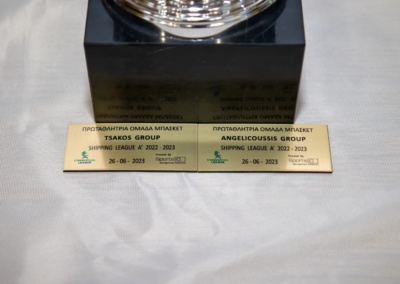 ΠΡΩΤΑΘΛΗΤΡΙΑ ΟΜΑΔΑ ΜΠΑΣΚΕΤ
TSAKOS GROUP
SHIPPING LEAGUE A' 2022 - 2023
26 - 06 - 2023
ΠΡΩΤΑΘΛΗΤΡΙΑ ΟΜΑΔΑ ΜΠΑΣΚΕΤ
ANGELICOUSSIS GROUP
SHIPPING LEAGUE A' 2022 - 2023
26 - 06 - 2023